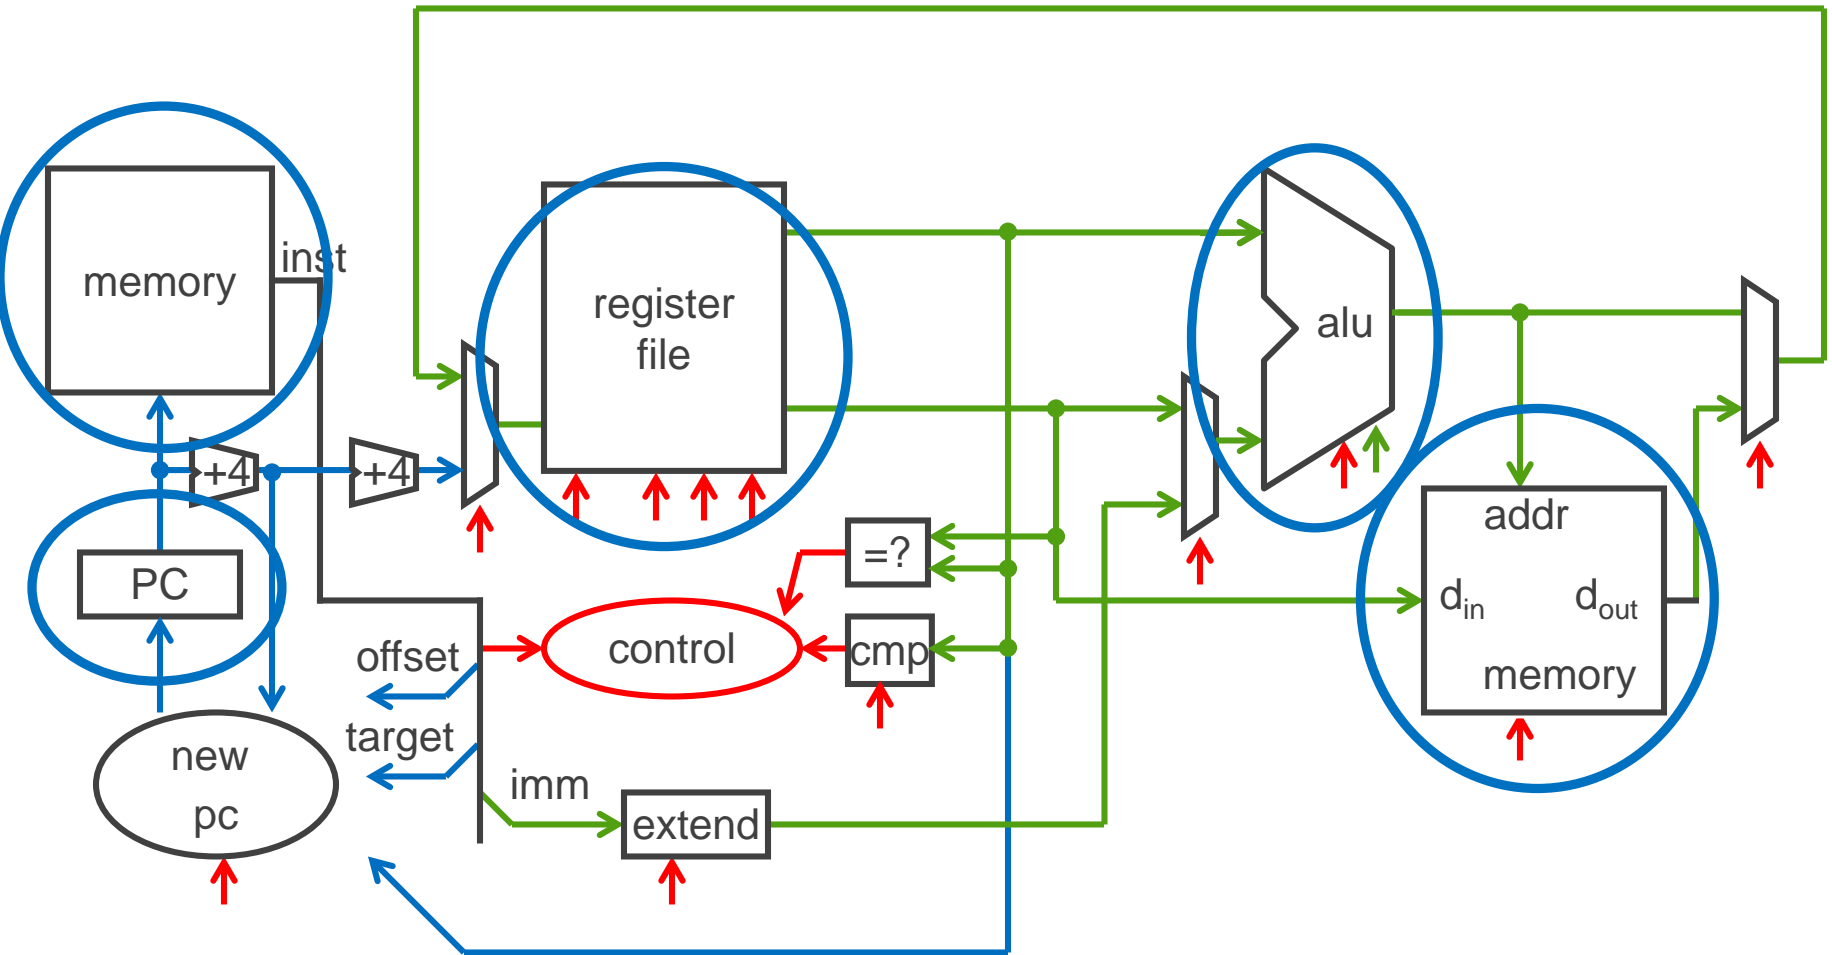 memory
inst
register
file
alu
+4
+4
addr
PC
=?
d_in
d_out
offset
control
cmp
memory
target
new
pc
imm
extend